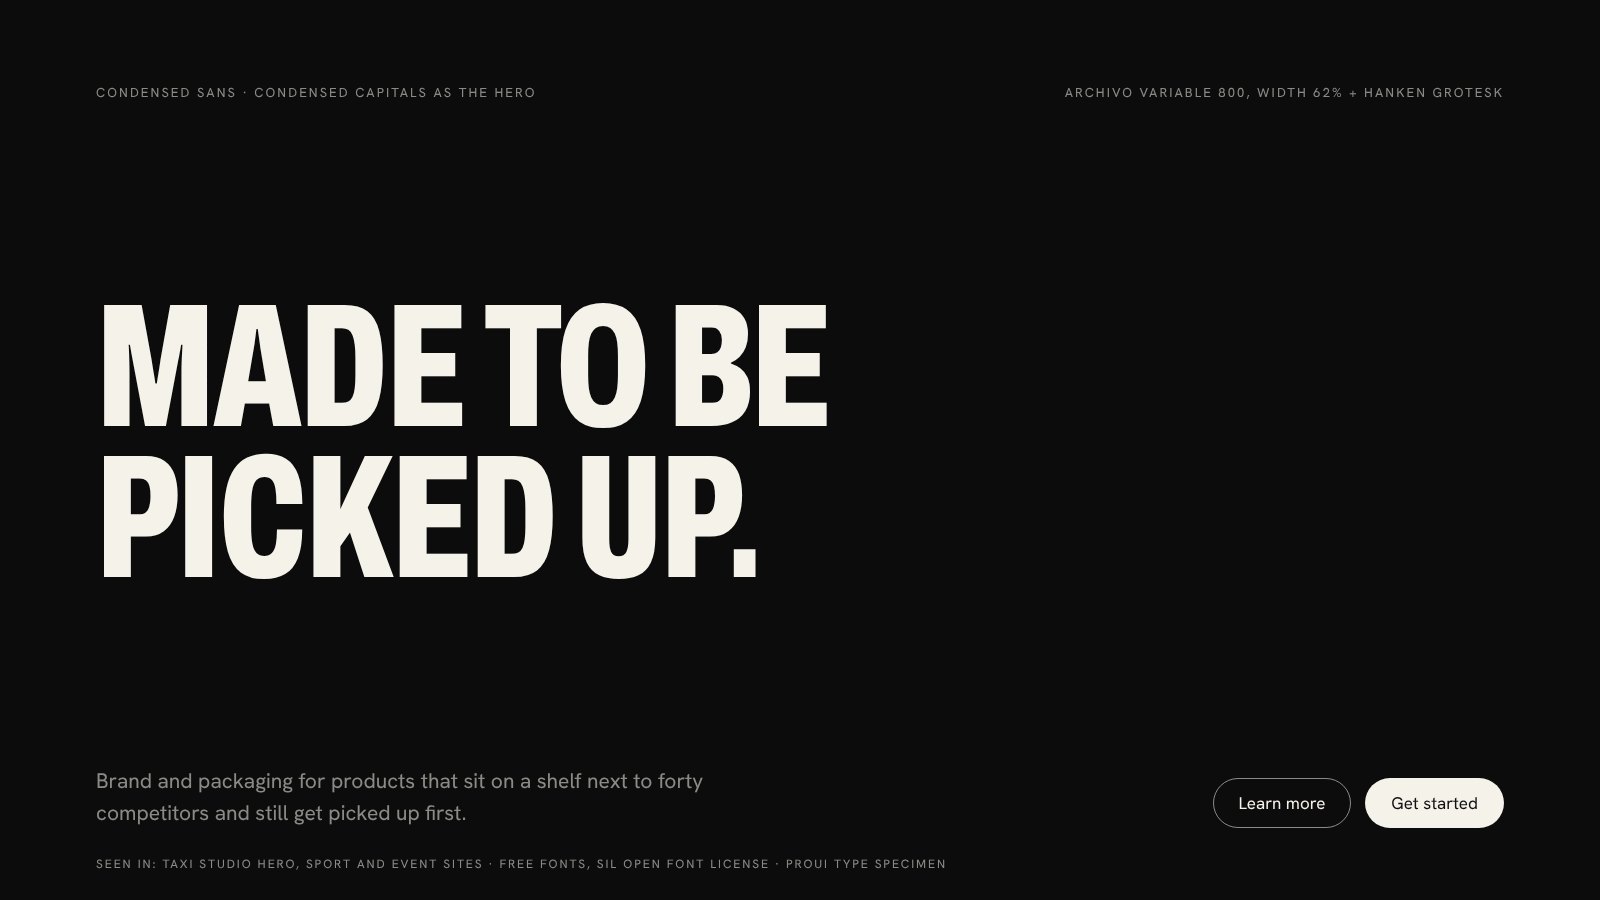 CONDENSED SANS · CONDENSED CAPITALS AS THE HERO
ARCHIVO VARIABLE 800, WIDTH 62% + HANKEN GROTESK
MADE TO BE
PICKED UP.
Brand and packaging for products that sit on a shelf next to forty
competitors and still get picked up first.
Learn more
Get started
SEEN IN: TAXI STUDIO HERO, SPORT AND EVENT SITES · FREE FONTS, SIL OPEN FONT LICENSE · PROUI TYPE SPECIMEN